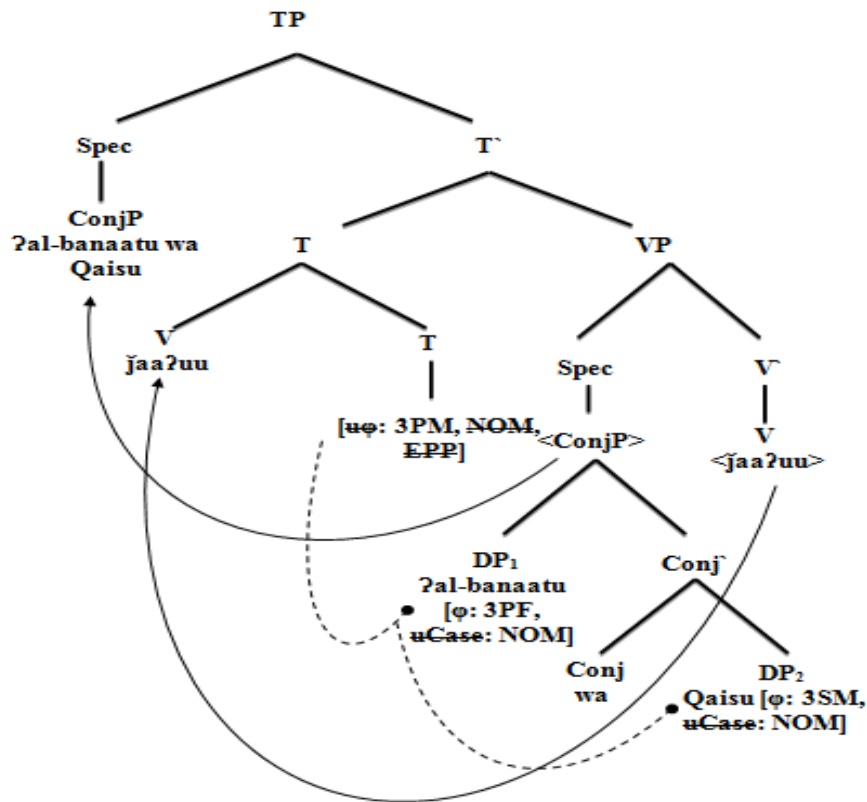 TP
Spec
T`
ConjP
ʔal-banaatu wa
Qaisu
T
VP
V
ǰaaʔuu
T
Spec
V`
[uφ: 3PM, NOM,
EPP]
<ConjP>
V
<ǰaaʔuu>
DP₁
ʔal-banaatu
[φ: 3PF,
uCase: NOM]
Conj`
Conj
wa
DP₂
Qaisu [φ: 3SM,
uCase: NOM]